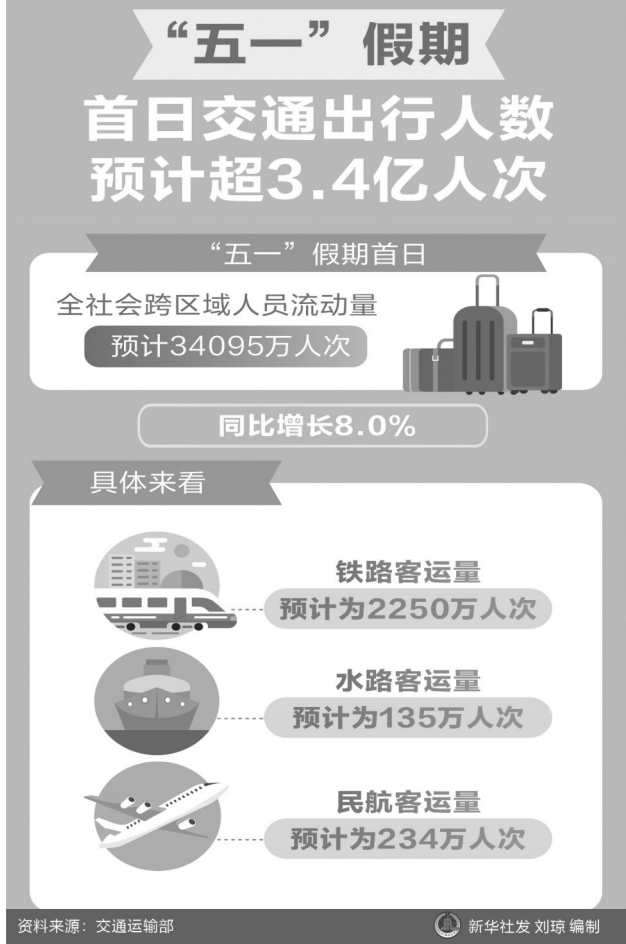 “五一”假期
首日交通出行人数
预计超3.4亿人次
“五一”假期首日
全社会跨区域人员流动量
预计34095万人次
同比增长8.0%
具体来看
铁路客运量
预计为2250万人次
水路客运量
预计为135万人次
民航客运量
预计为234万人次
资料来源：交通运输部
新华社发 刘琼 编制